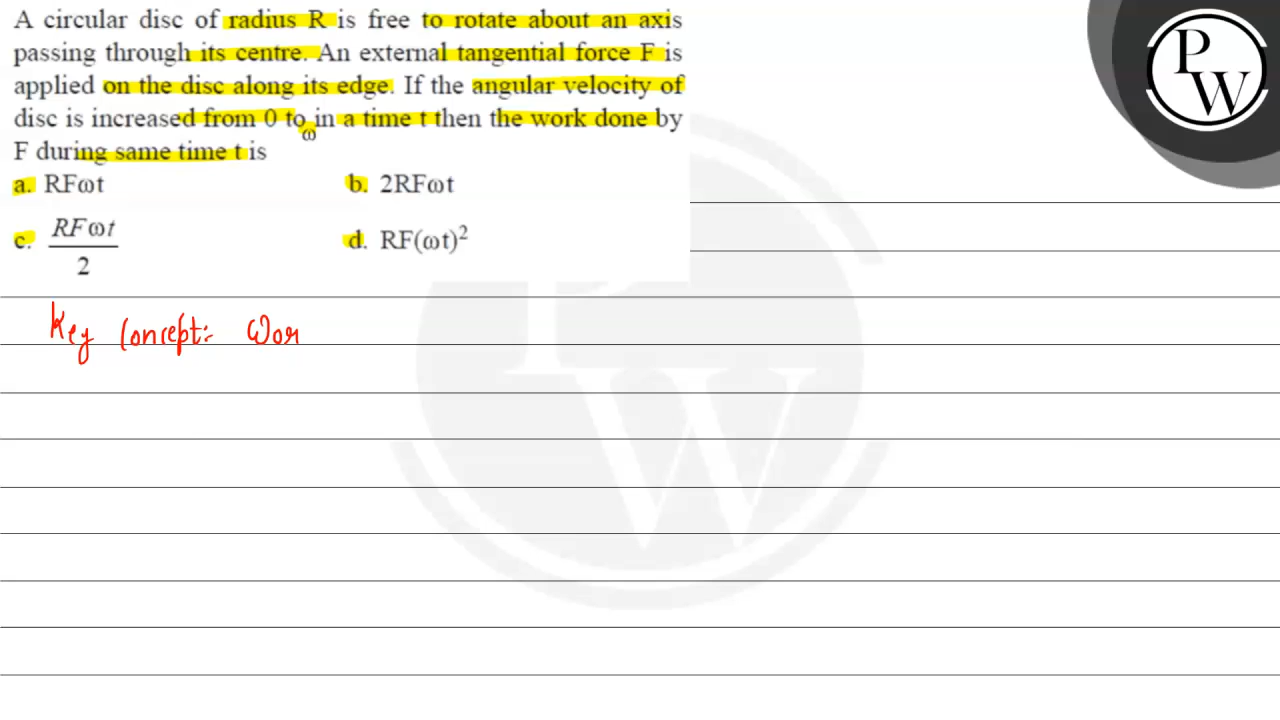 A circular disc of radius R is free to rotate about an axis
passing through its centre. An external tangential force F is
applied on the disc along its edge. If the angular velocity of
disc is increased from 0 to ω in a time t then the work done by
F during same time t is
a. RFωt b. 2RFωt
c. \frac{RFωt}{2} d. RF(ωt)²
Key Concept:- Wor
P
W